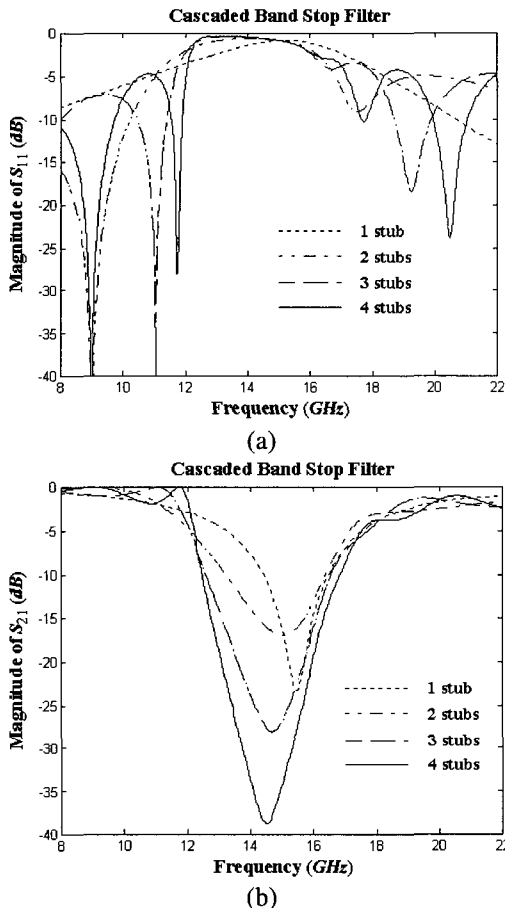 Cascaded Band Stop Filter
0
-5
-10
-15
-20
-25
-30
-35
-40
Magnitude of S11 (dB)
1 stub
2 stubs
3 stubs
4 stubs
8 10 12 14 16 18 20 22
Frequency (GHz)
(a)
Cascaded Band Stop Filter
0
-5
-10
-15
-20
-25
-30
-35
-40
Magnitude of S21 (dB)
1 stub
2 stubs
3 stubs
4 stubs
8 10 12 14 16 18 20 22
Frequency (GHz)
(b)